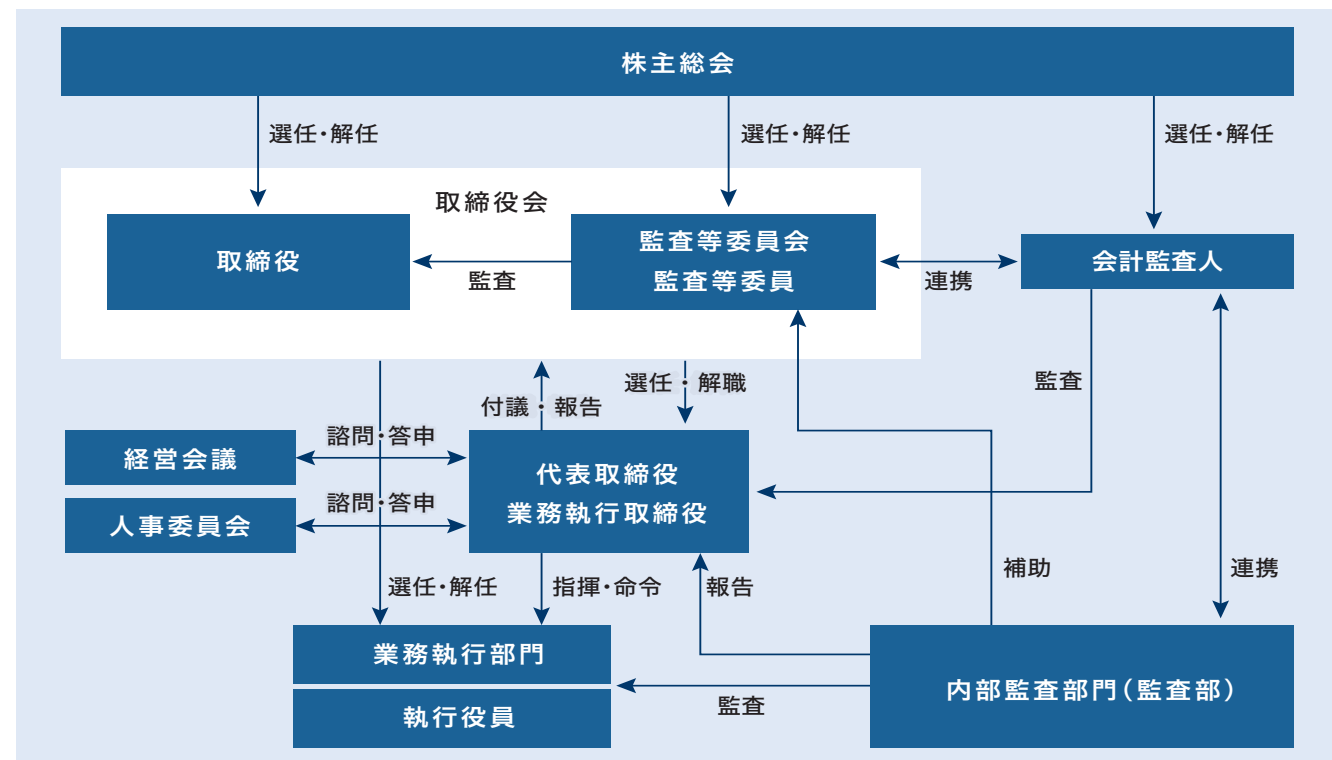 株主総会
選任・解任
選任・解任
選任・解任
取締役会
取締役
監査
監査等委員会
監査等委員
連携
会計監査人
付議・報告
選任・解職
監査
経営会議
諮問・答申
人事委員会
諮問・答申
代表取締役
業務執行取締役
選任・解任
指揮・命令
報告
補助
連携
業務執行部門
執行役員
監査
内部監査部門(監査部)